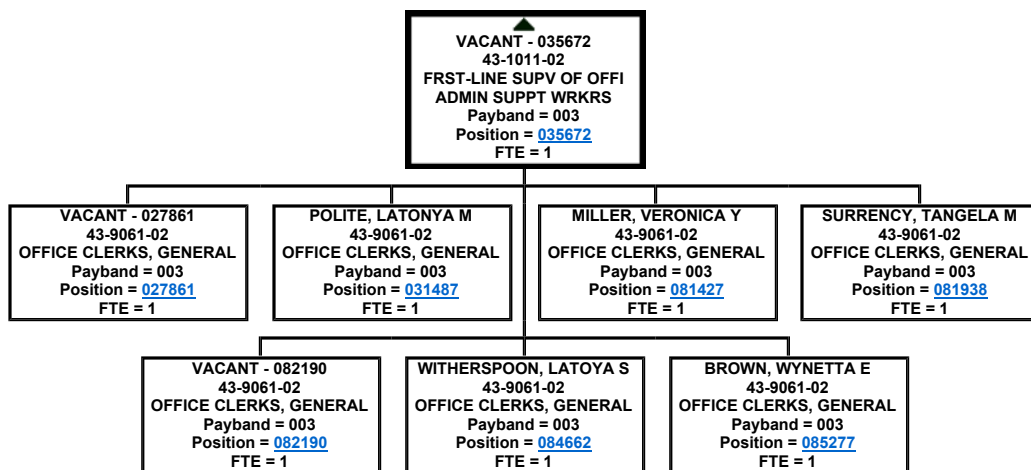 VACANT - 035672
43-1011-02
FRST-LINE SUPV OF OFFI
ADMIN SUPPT WRKRS
Payband = 003
Position = 035672
FTE = 1
VACANT - 027861
43-9061-02
OFFICE CLERKS, GENERAL
Payband = 003
Position = 027861
FTE = 1
POLITE, LATONYA M
43-9061-02
OFFICE CLERKS, GENERAL
Payband = 003
Position = 031487
FTE = 1
MILLER, VERONICA Y
43-9061-02
OFFICE CLERKS, GENERAL
Payband = 003
Position = 081427
FTE = 1
SURRENCY, TANGELA M
43-9061-02
OFFICE CLERKS, GENERAL
Payband = 003
Position = 081938
FTE = 1
VACANT - 082190
43-9061-02
OFFICE CLERKS, GENERAL
Payband = 003
Position = 082190
FTE = 1
WITHERSPOON, LATOYA S
43-9061-02
OFFICE CLERKS, GENERAL
Payband = 003
Position = 084662
FTE = 1
BROWN, WYNETTA E
43-9061-02
OFFICE CLERKS, GENERAL
Payband = 003
Position = 085277
FTE = 1